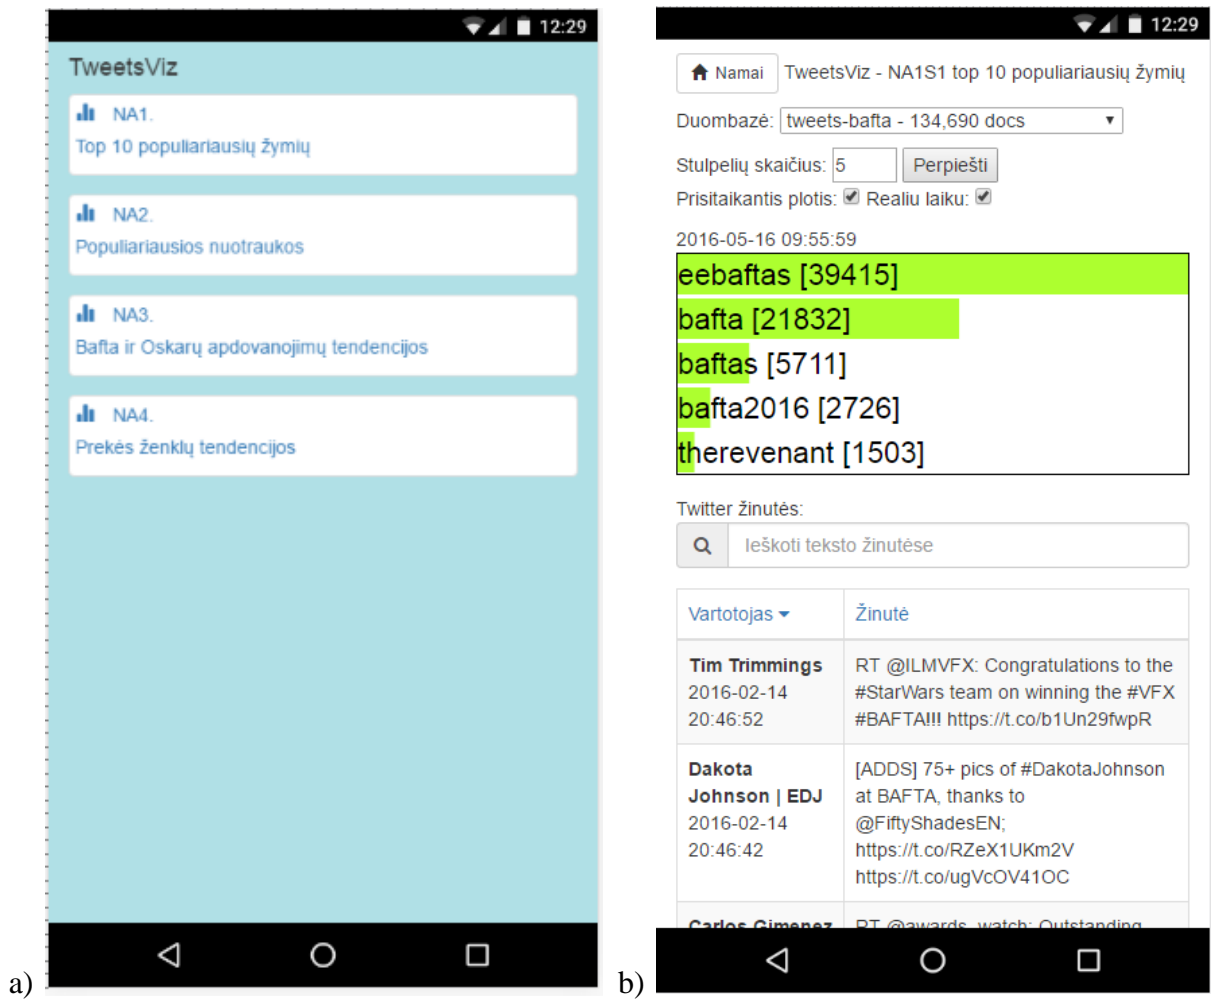 12:29
TweetsViz
NA1.
Top 10 populiariausių žymių
NA2.
Populiariausios nuotraukos
NA3.
Bafta ir Oskarų apdovanojimų tendencijos
NA4.
Prekės ženklų tendencijos
a)
12:29
Namai TweetsViz - NA1S1 top 10 populiariausių žymių
Duombazė: tweets-bafta - 134,690 docs
Stulpelių skaičius: 5 Perpiešti
Prisitaikantis plotis: Realiu laiku:
2016-05-16 09:55:59
eebaftas [39415]
bafta [21832]
baftas [5711]
bafta2016 [2726]
therevenant [1503]
Twitter žinutės:
Ieškoti teksto žinutėse
Vartotojas Žinutė
Tim Trimmings RT @ILMVFX: Congratulations to the
2016-02-14 #StarWars team on winning the #VFX
20:46:52 #BAFTA!!! https://t.co/b1Un29fwpR
Dakota [ADDS] 75+ pics of #DakotaJohnson
Johnson | EDJ at BAFTA, thanks to
2016-02-14 @FiftyShadesEN;
20:46:42 https://t.co/RZeX1UKm2V
https://t.co/ugVcOV41OC
Carlos Gimenez RT @awards_watch: Outstanding
b)